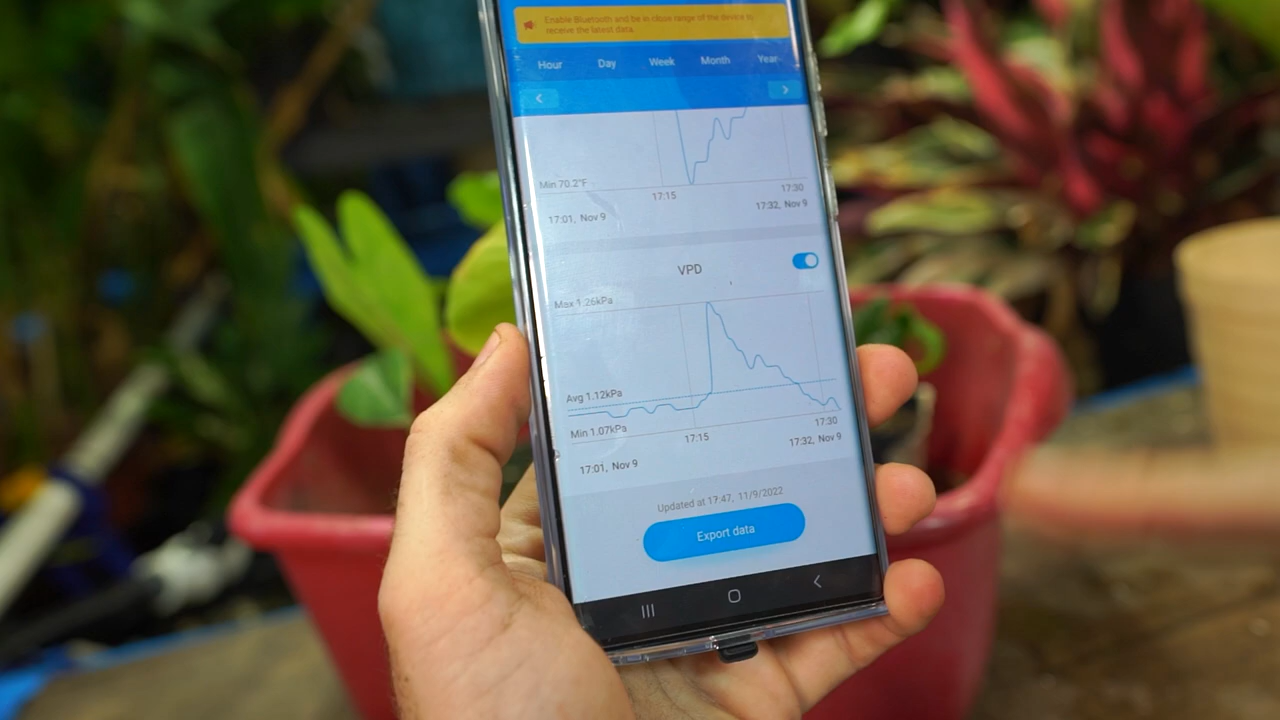 Enable Bluetooth and be in close range of the device to
receive the latest data.
Hour Day Week Month Year
Min 70.2°F
17:15 17:30
17:01, Nov 9 17:32, Nov 9
VPD
Max 1.26kPa
Avg 1.12kPa
Min 1.07kPa
17:15 17:30
17:01, Nov 9 17:32, Nov 9
Updated at 17:47, 11/9/2022
Export data